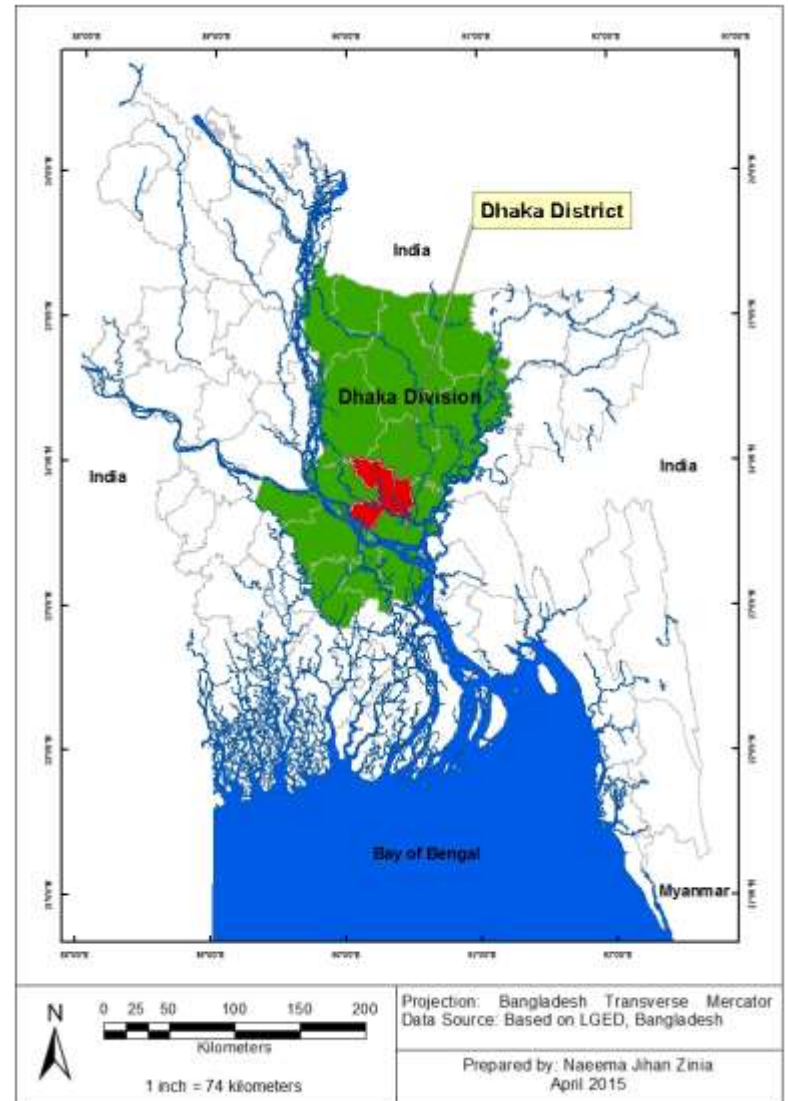 Dhaka District
India
Dhaka Division
India
India
Bay of Bengal
Myanmar
N
0 25 50 100 150 200
Kilometers
1 inch = 74 kilometers
Projection: Bangladesh Transverse Mercator
Data Source: Based on LGED, Bangladesh
Prepared by: Naeema Jihan Zinia
April 2015